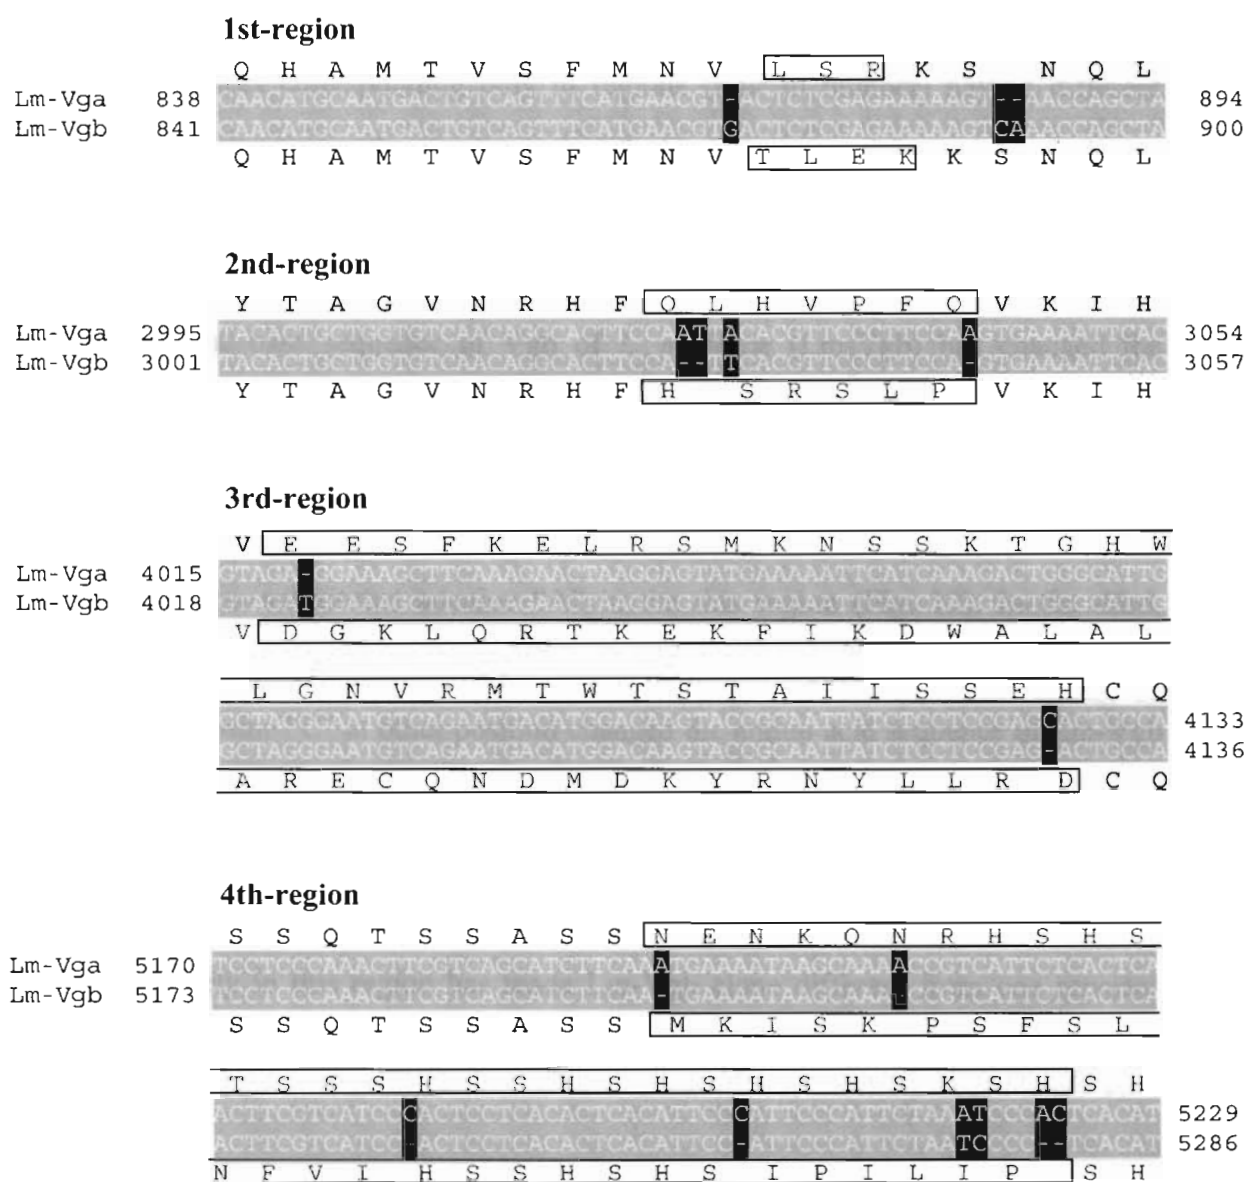 1st-region
Q H A M T V S F M N V L S R K S N Q L
Lm-Vga 838 CAACATGCAATGACTGTCAGTTTCATGAACGT-ACTCTCGAGAAAAAGT--AACCAGCTA 894
Lm-Vgb 841 CAACATGCAATGACTGTCAGTTTCATGAACGTGACTCTCGAGAAAAAGTCAAACCAGCTA 900
Q H A M T V S F M N V T L E K K S N Q L
2nd-region
Y T A G V N R H F Q L H V P F Q V K I H
Lm-Vga 2995 TACACTGCTGGTGTCAACAGGCACTTCCAATTACACGTTCCCTTCCAAGTGAAAATTCAC 3054
Lm-Vgb 3001 TACACTGCTGGTGTCAACAGGCACTTCCA--TTCACGTTCCCTTCCA-GTGAAAATTCAC 3057
Y T A G V N R H F H S R S L P V K I H
3rd-region
V E E S F K E L R S M K N S S K T G H W
Lm-Vga 4015 GTAGA-GGAAAGCTTCAAAGAACTAAGGAGTATGAAAAATTCATCAAAGACTGGGCATTG
Lm-Vgb 4018 GTAGATGGAAAGCTTCAAAGAACTAAGGAGTATGAAAAATTCATCAAAGACTGGGCATTG
V D G K L Q R T K E K F I K D W A L A L
L G N V R M T W T S T A I I S S E H C Q
GCTAGGGAATGTCAGAATGACATGGACAAGTACCGCAATTATCTCCTCCGAGCACTGCCA 4133
GCTAGGGAATGTCAGAATGACATGGACAAGTACCGCAATTATCTCCTCCGAG-ACTGCCA 4136
A R E C Q N D M D K Y R N Y L L R D C Q
4th-region
S S Q T S S A S S N E N K Q N R H S H S
Lm-Vga 5170 TCCTCCCAAACTTCGTCAGCATCTTCAAATGAAAATAAGCAAAACCGTCATTCTCACTCA
Lm-Vgb 5173 TCCTCCCAAACTTCGTCAGCATCTTCAA-TGAAAATAAGCAAA-CCGTCATTCTCACTCA
S S Q T S S A S S M K I S K P S F S L
T S S S H S S H S H S H S H S K S H S H
ACTTCCTCATCCCACTCCTCACACTCACATTCCCATTCCCATTCTAAATCCCACTCACAT 5229
ACTTCGTCATCC-ACTCCTCACACTCACATTCC-ATTCCCATTCTAATCCCC--TCACAT 5286
N F V I H S S H S H S I P I L I P S H